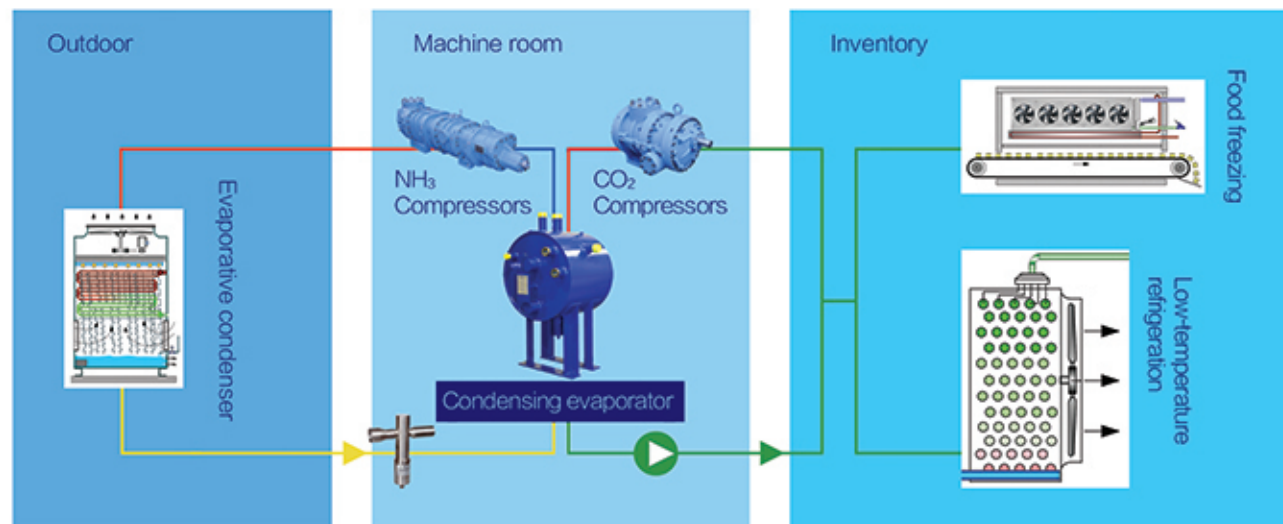 Outdoor
Machine room
Inventory
NH₃
Compressors
CO₂
Compressors
Food freezing
Evaporative condenser
Condensing evaporator
Low-temperature
refrigeration